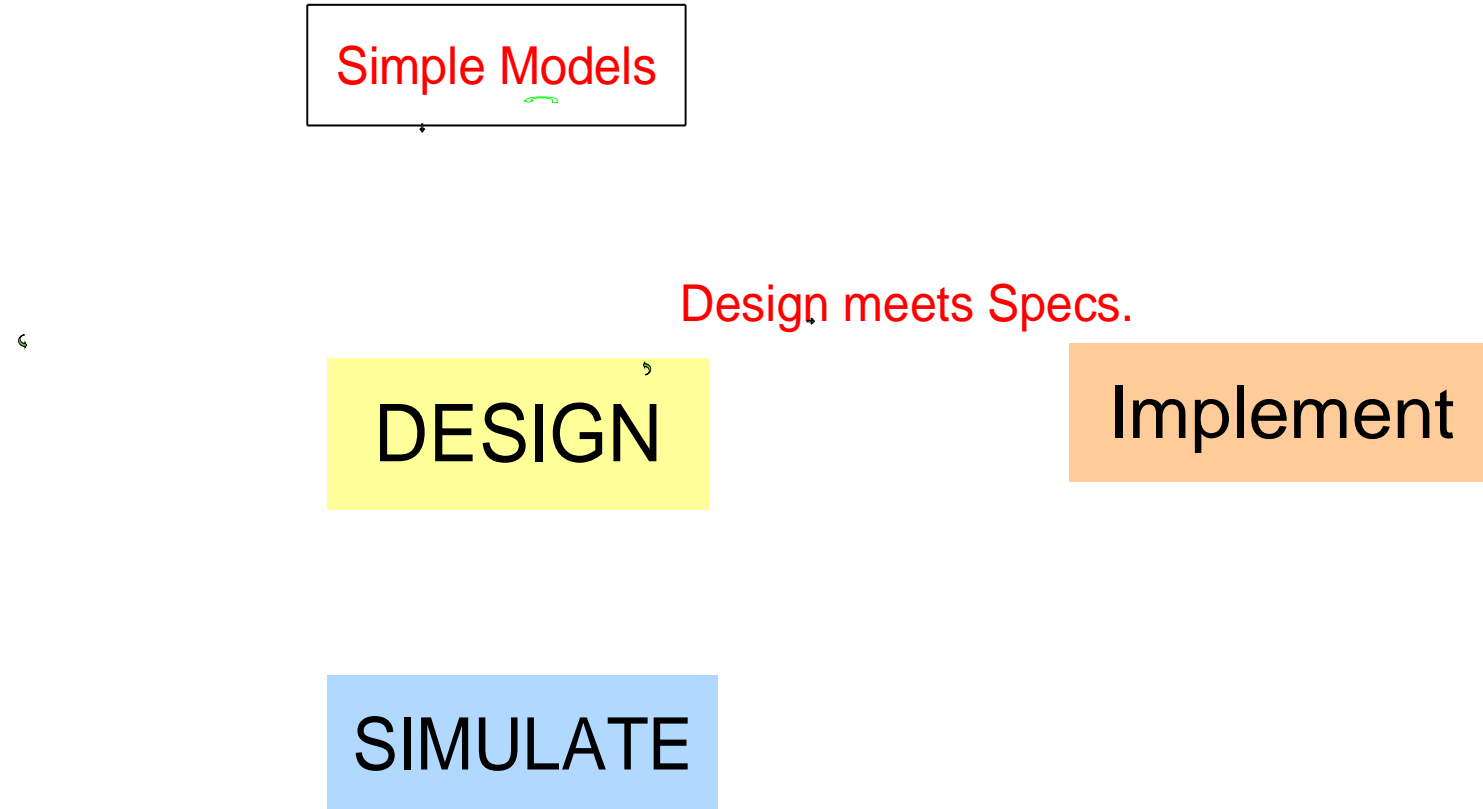 Simple Models
Design meets Specs.
DESIGN
Implement
SIMULATE